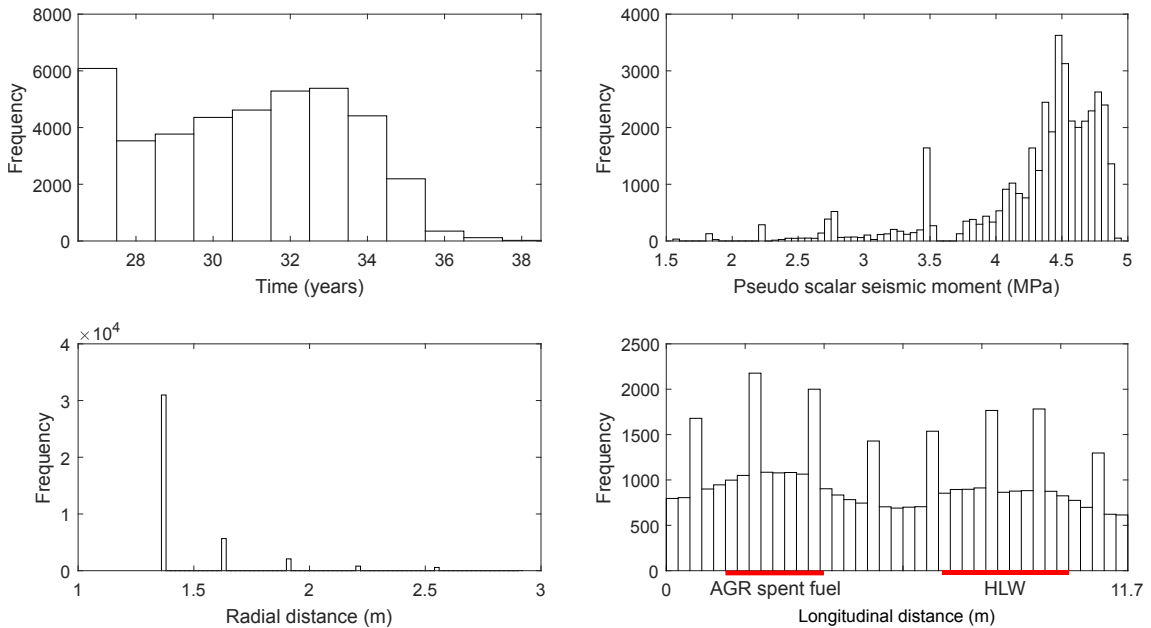 8000
6000
4000
2000
0
Frequency
28 30 32 34 36 38
Time (years)
4000
3000
2000
1000
0
Frequency
1.5 2 2.5 3 3.5 4 4.5 5
Pseudo scalar seismic moment (MPa)
4 ×10^4
3
2
1
0
Frequency
1 1.5 2 2.5 3
Radial distance (m)
2500
2000
1500
1000
500
0
Frequency
0 AGR spent fuel HLW 11.7
Longitudinal distance (m)